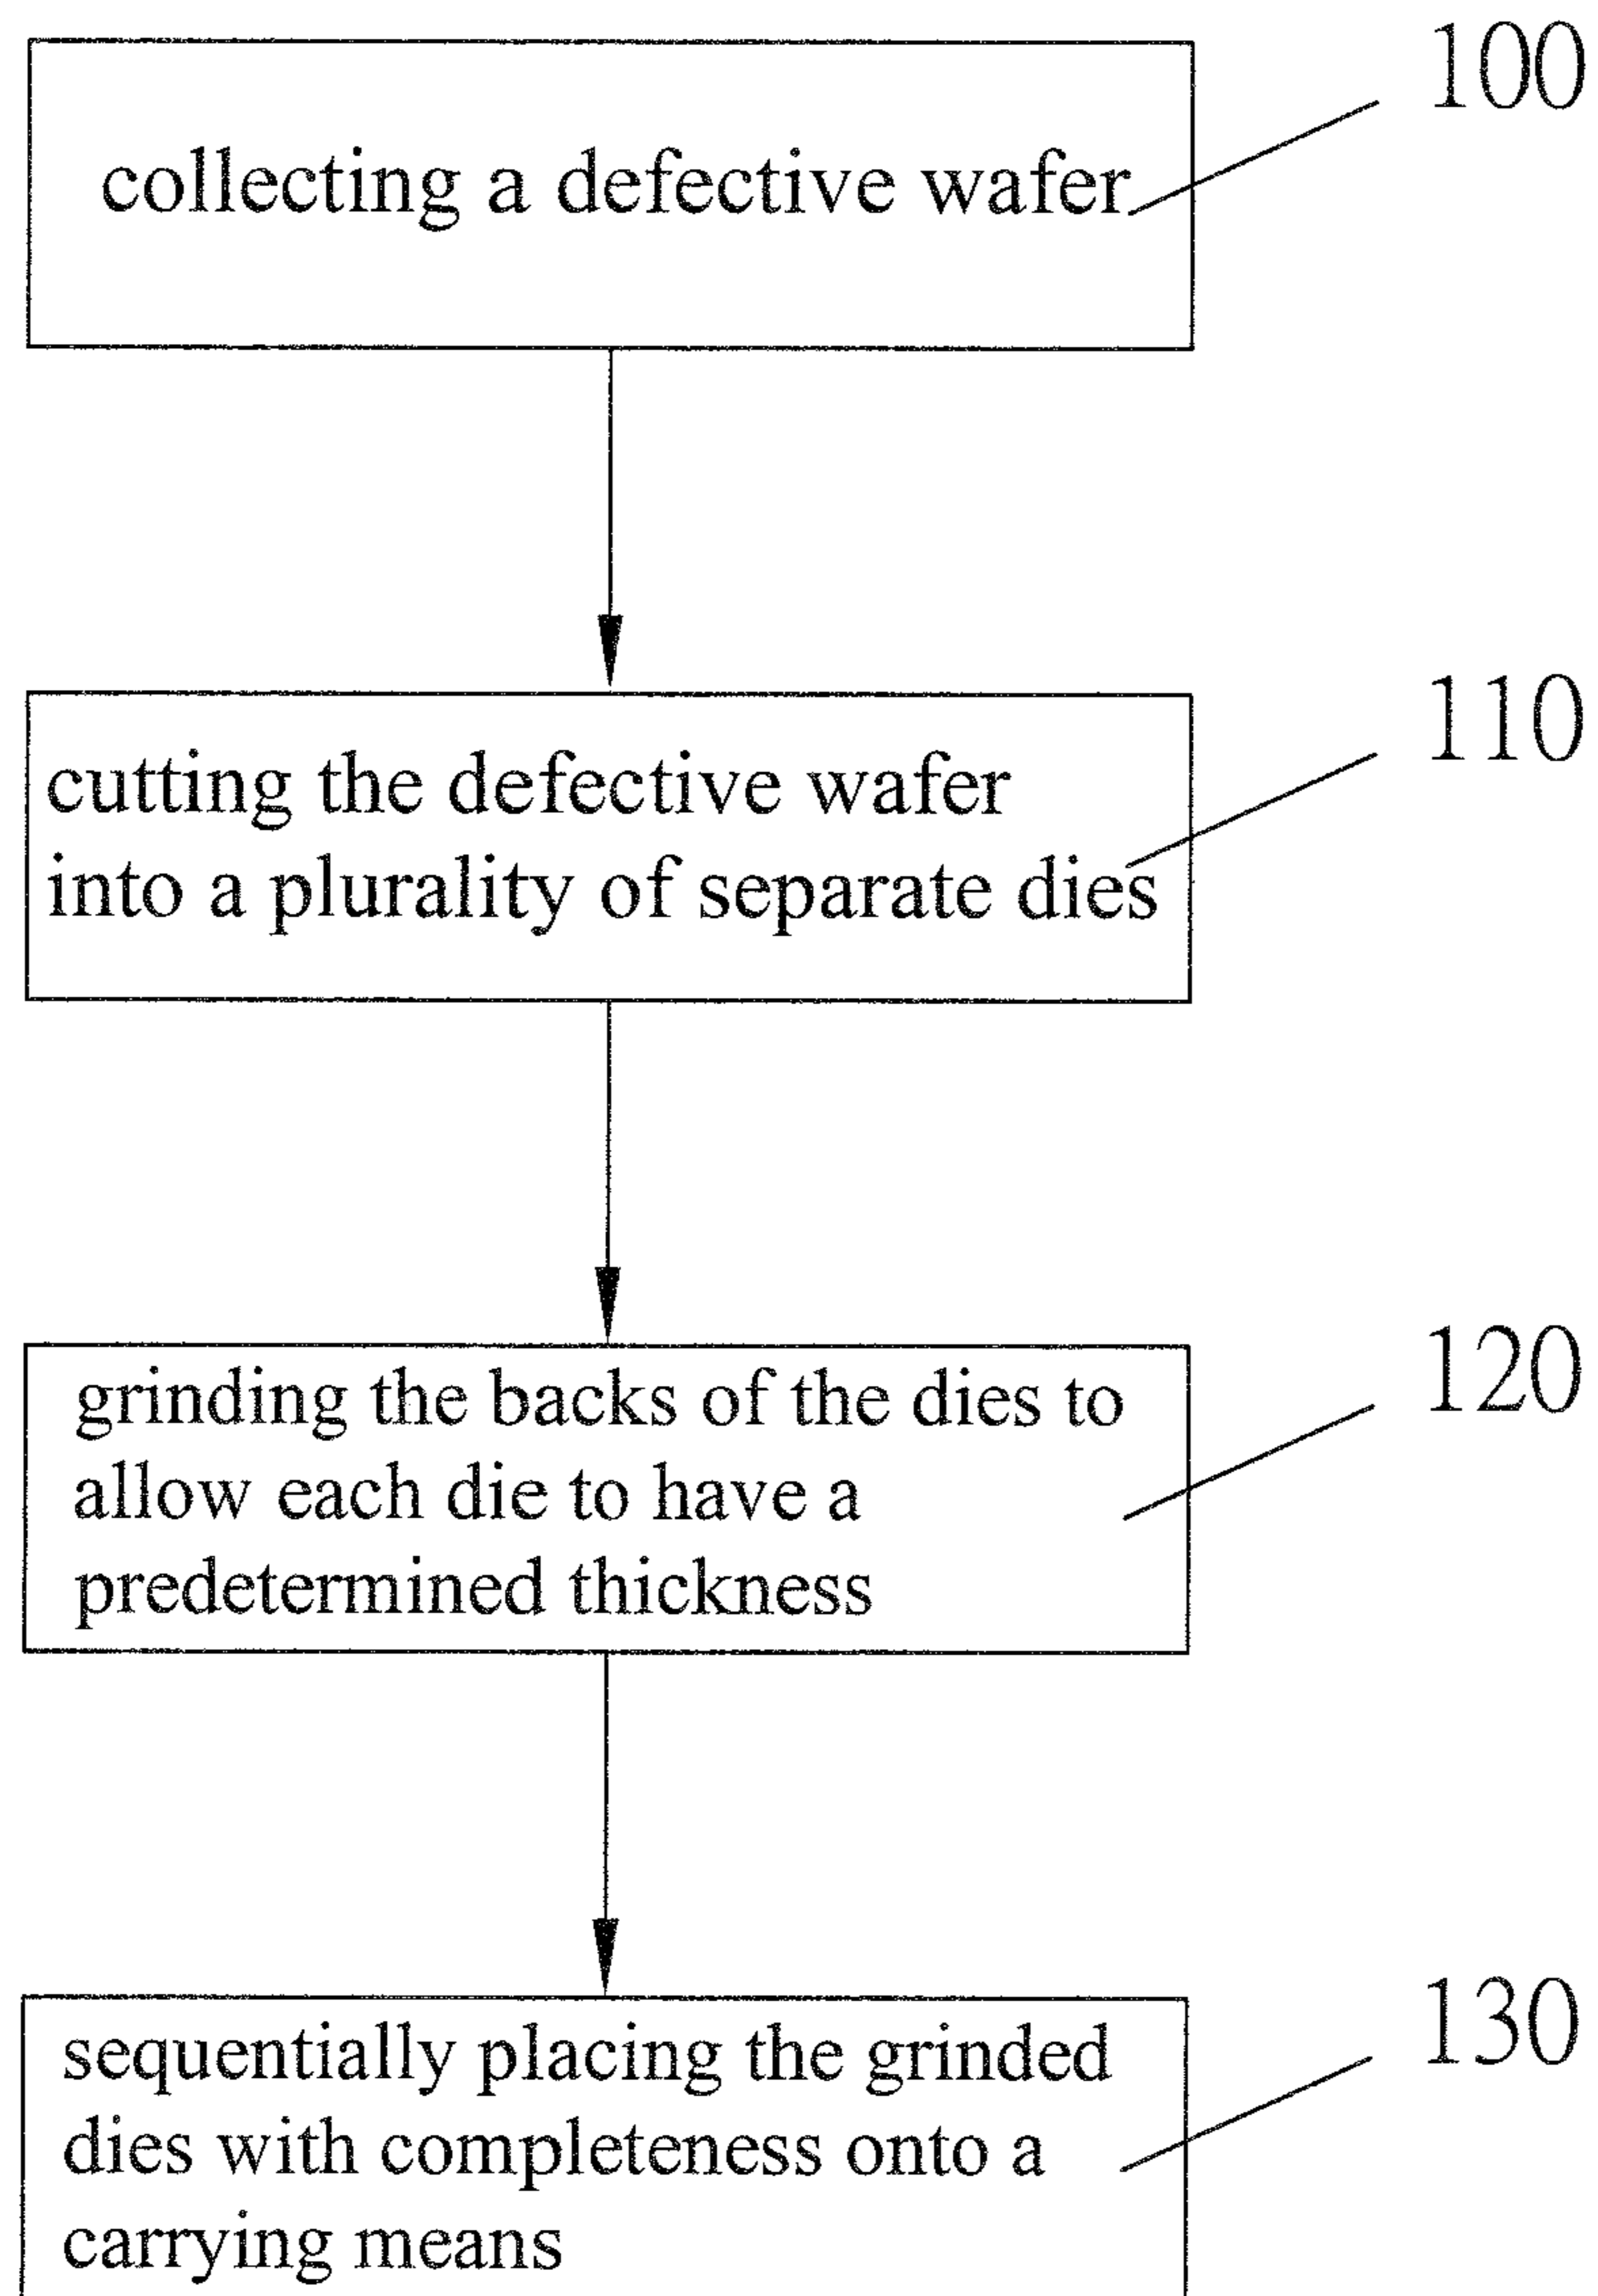 100
collecting a defective wafer
110
cutting the defective wafer
into a plurality of separate dies
120
grinding the backs of the dies to
allow each die to have a
predetermined thickness
130
sequentially placing the grinded
dies with completeness onto a
carrying means